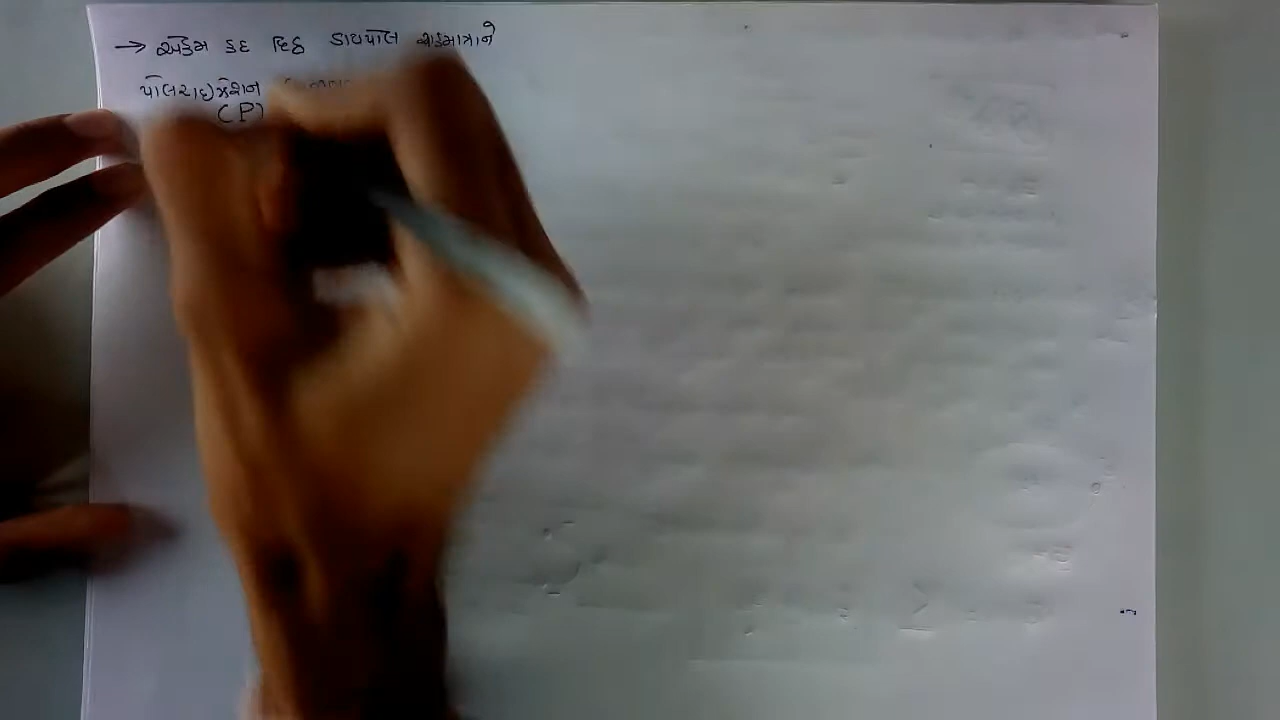 → એકમ કદ દિઠ ડાયપોલ ચાકમાત્રાને
પોલરાઇઝેશન
(P)